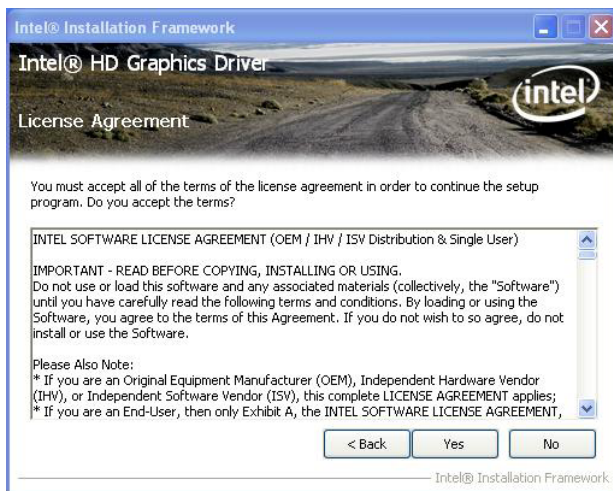 Intel® Installation Framework
Intel® HD Graphics Driver
intel
License Agreement
You must accept all of the terms of the license agreement in order to continue the setup
program. Do you accept the terms?
INTEL SOFTWARE LICENSE AGREEMENT (OEM / IHV / ISV Distribution & Single User)
IMPORTANT - READ BEFORE COPYING, INSTALLING OR USING.
Do not use or load this software and any associated materials (collectively, the "Software")
until you have carefully read the following terms and conditions. By loading or using the
Software, you agree to the terms of this Agreement. If you do not wish to so agree, do not
install or use the Software.
Please Also Note:
* If you are an Original Equipment Manufacturer (OEM), Independent Hardware Vendor
(IHV), or Independent Software Vendor (ISV), this complete LICENSE AGREEMENT applies;
* If you are an End-User, then only Exhibit A, the INTEL SOFTWARE LICENSE AGREEMENT,
< Back Yes No
Intel® Installation Framework